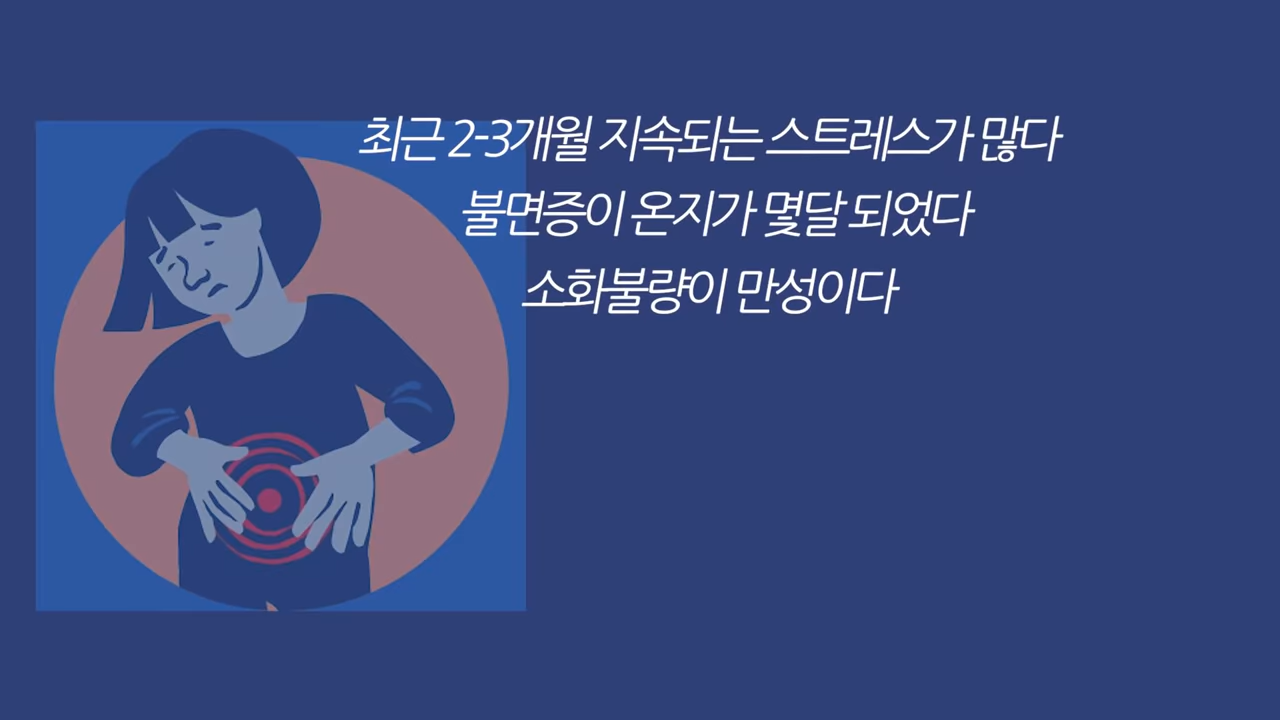 최근 2-3개월 지속되는 스트레스가 많다
불면증이 온지가 몇달 되었다
소화불량이 만성이다